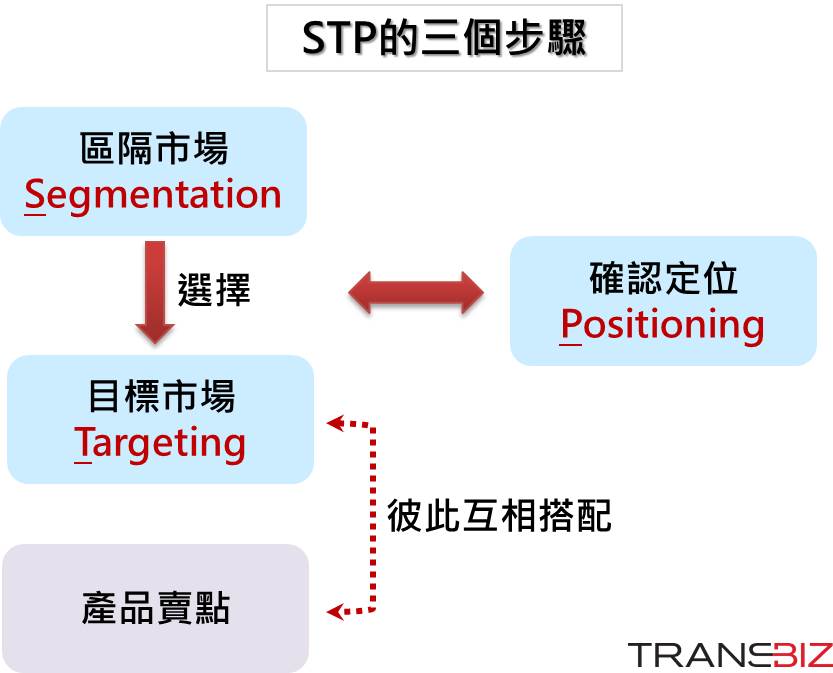 STP的三個步驟
區隔市場
Segmentation
選擇
確認定位
Positioning
目標市場
Targeting
彼此互相搭配
產品賣點
TRANSBIZ